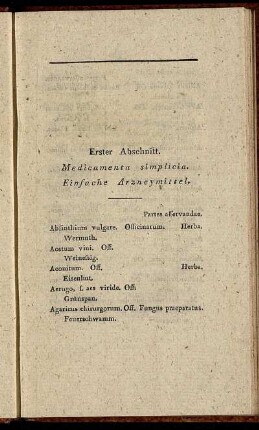 Erster Abschnitt.
Medicamenta simplicia.
Einfache Arzneymittel.
Partes asservandae.
Absinthium vulgare. Officinarum. Herba.
Wermuth.
Acetum vini. Off.
Weinessig.
Aconitum. Off. Herba.
Eisenhut.
Aerugo, s. aes viride. Off.
Grünspan.
Agaricus chirurgorum. Off. Fungus praeparatus.
Feuerschwamm.